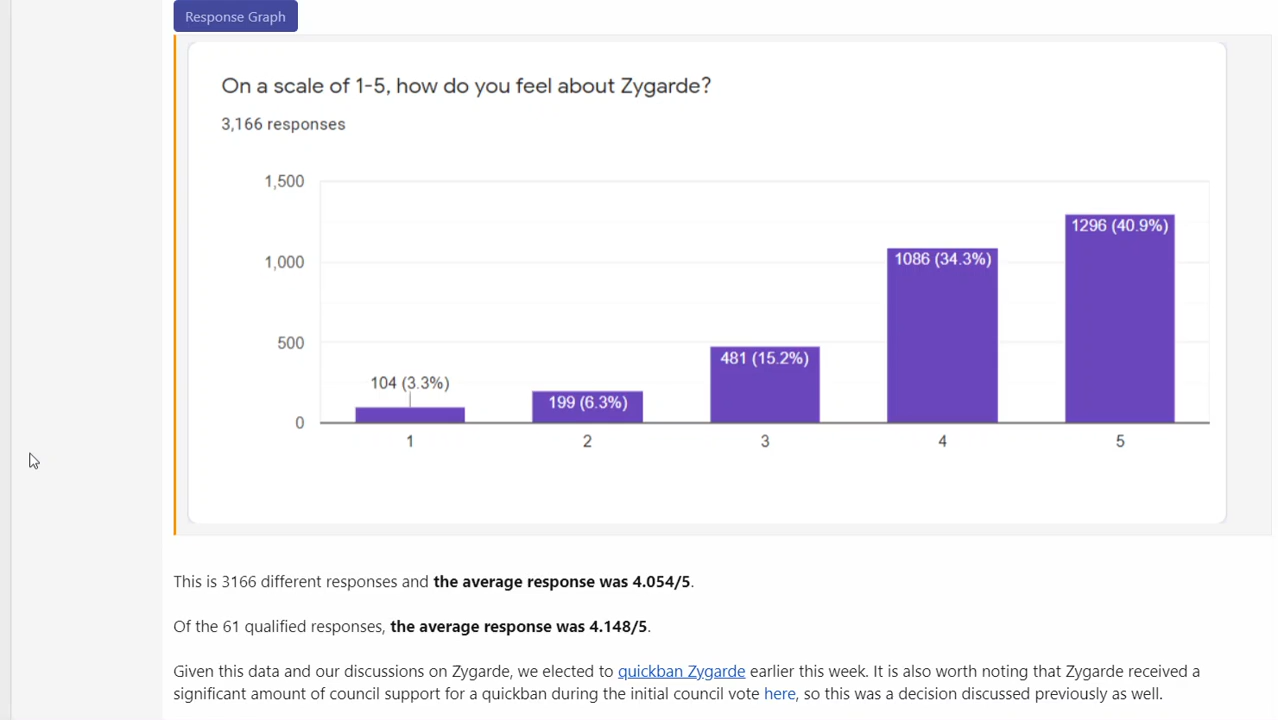 Response Graph
On a scale of 1-5, how do you feel about Zygarde?
3,166 responses
1,500
1,000
500
0
104 (3.3%)
199 (6.3%)
481 (15.2%)
1086 (34.3%)
1296 (40.9%)
1 2 3 4 5
This is 3166 different responses and the average response was 4.054/5.
Of the 61 qualified responses, the average response was 4.148/5.
Given this data and our discussions on Zygarde, we elected to quickban Zygarde earlier this week. It is also worth noting that Zygarde received a
significant amount of council support for a quickban during the initial council vote here, so this was a decision discussed previously as well.